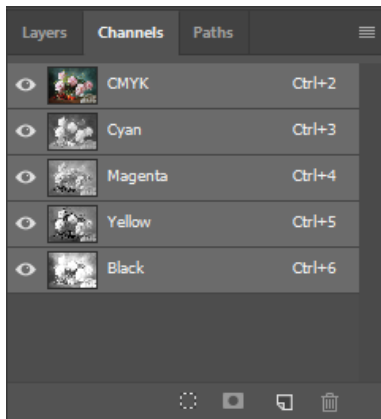 Layers Channels Paths
CMYK Ctrl+2
Cyan Ctrl+3
Magenta Ctrl+4
Yellow Ctrl+5
Black Ctrl+6